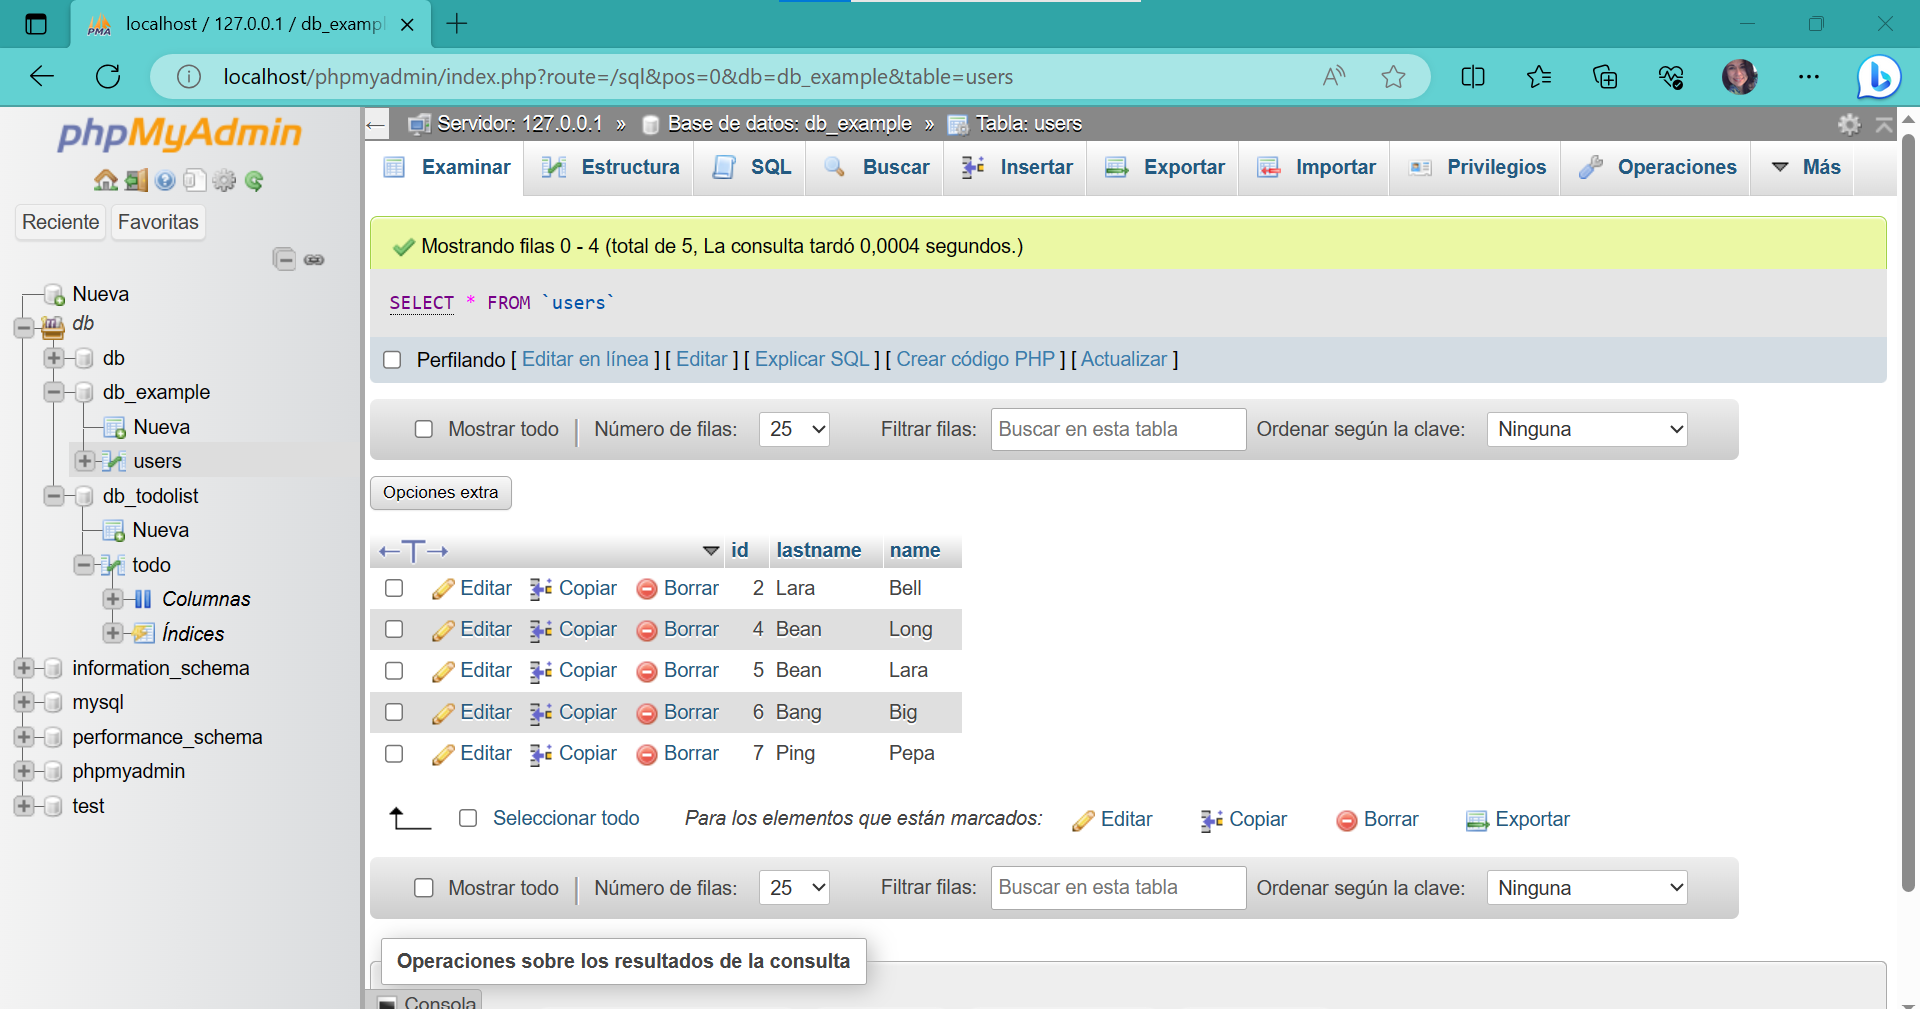 localhost / 127.0.0.1 / db_examp
localhost/phpmyadmin/index.php?route=/sql&pos=0&db=db_example&table=users
phpMyAdmin
Reciente Favoritas
Nueva
db
db
db_example
Nueva
users
db_todolist
Nueva
todo
Columnas
Índices
information_schema
mysql
performance_schema
phpmyadmin
test
Servidor: 127.0.0.1 » Base de datos: db_example » Tabla: users
Examinar Estructura SQL Buscar Insertar Exportar Importar Privilegios Operaciones Más
Mostrando filas 0 - 4 (total de 5, La consulta tardó 0,0004 segundos.)
SELECT * FROM `users`
Perfilando [ Editar en línea ] [ Editar ] [ Explicar SQL ] [ Crear código PHP ] [ Actualizar ]
Mostrar todo | Número de filas: 25 Filtrar filas: Buscar en esta tabla Ordenar según la clave: Ninguna
Opciones extra
←T→ id lastname name
Editar Copiar Borrar 2 Lara Bell
Editar Copiar Borrar 4 Bean Long
Editar Copiar Borrar 5 Bean Lara
Editar Copiar Borrar 6 Bang Big
Editar Copiar Borrar 7 Ping Pepa
Seleccionar todo Para los elementos que están marcados: Editar Copiar Borrar Exportar
Mostrar todo | Número de filas: 25 Filtrar filas: Buscar en esta tabla Ordenar según la clave: Ninguna
Operaciones sobre los resultados de la consulta
Consola